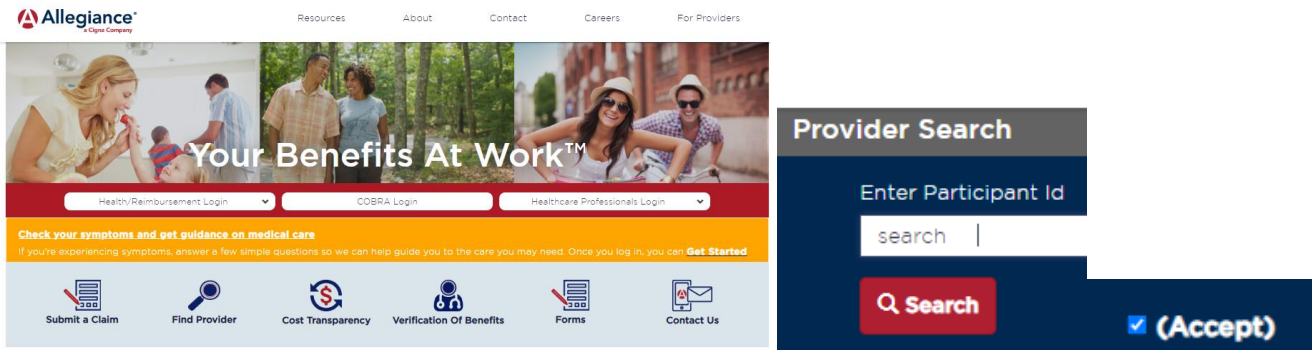 Allegiance®
a Cigna Company
Resources About Contact Careers For Providers
Your Benefits At Work™
Health/Reimbursement Login COBRA Login Healthcare Professionals Login
Check your symptoms and get guidance on medical care
If you're experiencing symptoms, answer a few simple questions so we can help guide you to the care you may need. Once you log in, you can Get Started
Submit a Claim Find Provider Cost Transparency Verification Of Benefits Forms Contact Us
Provider Search
Enter Participant Id
search
Search
(Accept)